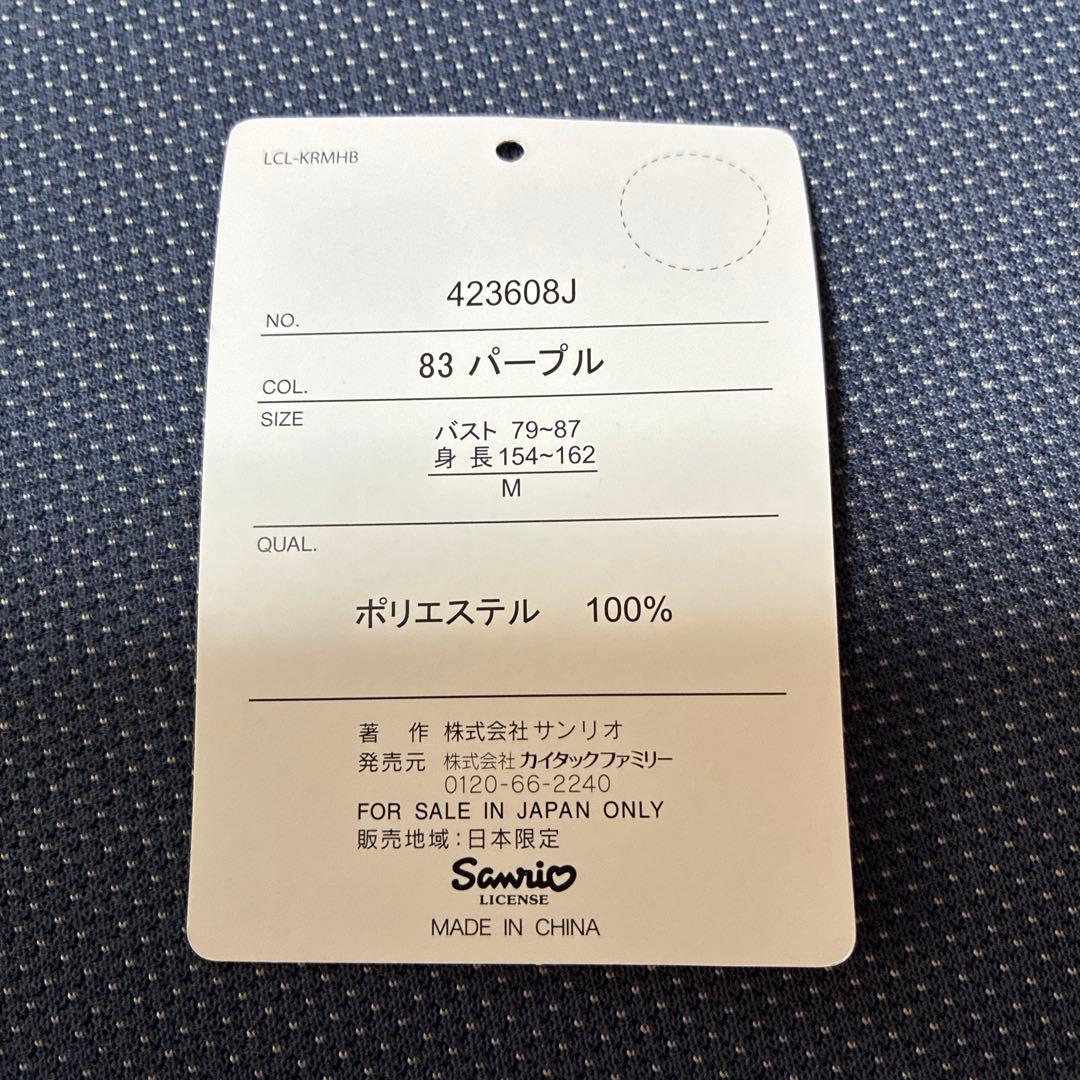 LCL-KRMHB
NO. 423608J
COL. 83 パープル
SIZE
バスト 79~87
身 長 154~162
M
QUAL.
ポリエステル 100%
著 作 株式会社サンリオ
発売元 株式会社カイタックファミリー
0120-66-2240
FOR SALE IN JAPAN ONLY
販売地域:日本限定
Sanrio
LICENSE
MADE IN CHINA